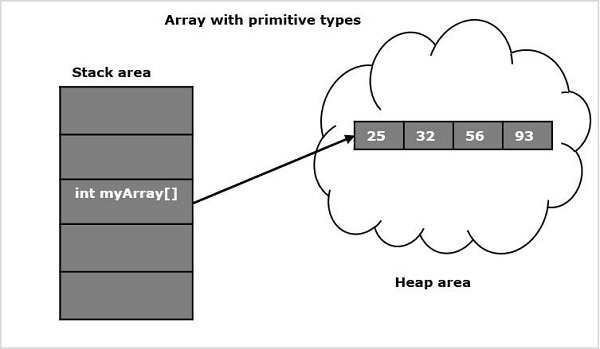 Array with primitive types
Stack area
int myArray[]
25 32 56 93
Heap area